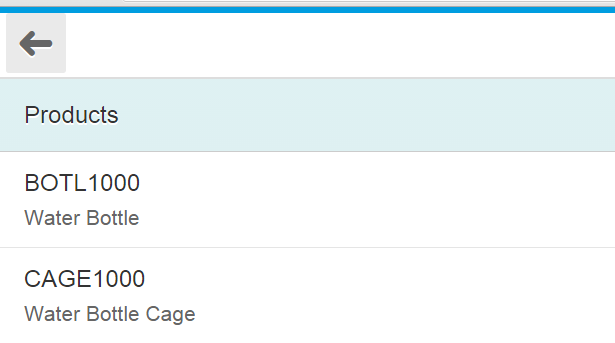 Products
BOTL1000
Water Bottle
CAGE1000
Water Bottle Cage